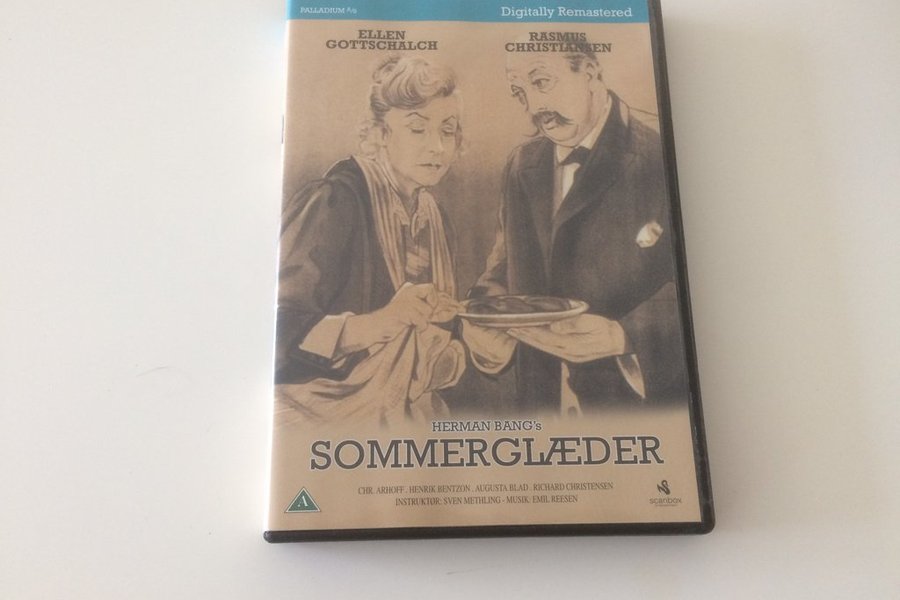 PALLADIUM A/S
Digitally Remastered
ELLEN
GOTTSCHALCH
RASMUS
CHRISTIANSEN
HERMAN BANG's
SOMMERGLÆDER
CHR. ARHOFF . HENRIK BENTZON . AUGUSTA BLAD . RICHARD CHRISTENSEN
INSTRUKTØR: SVEN METHLING - MUSIK: EMIL REESEN
A
scanbox